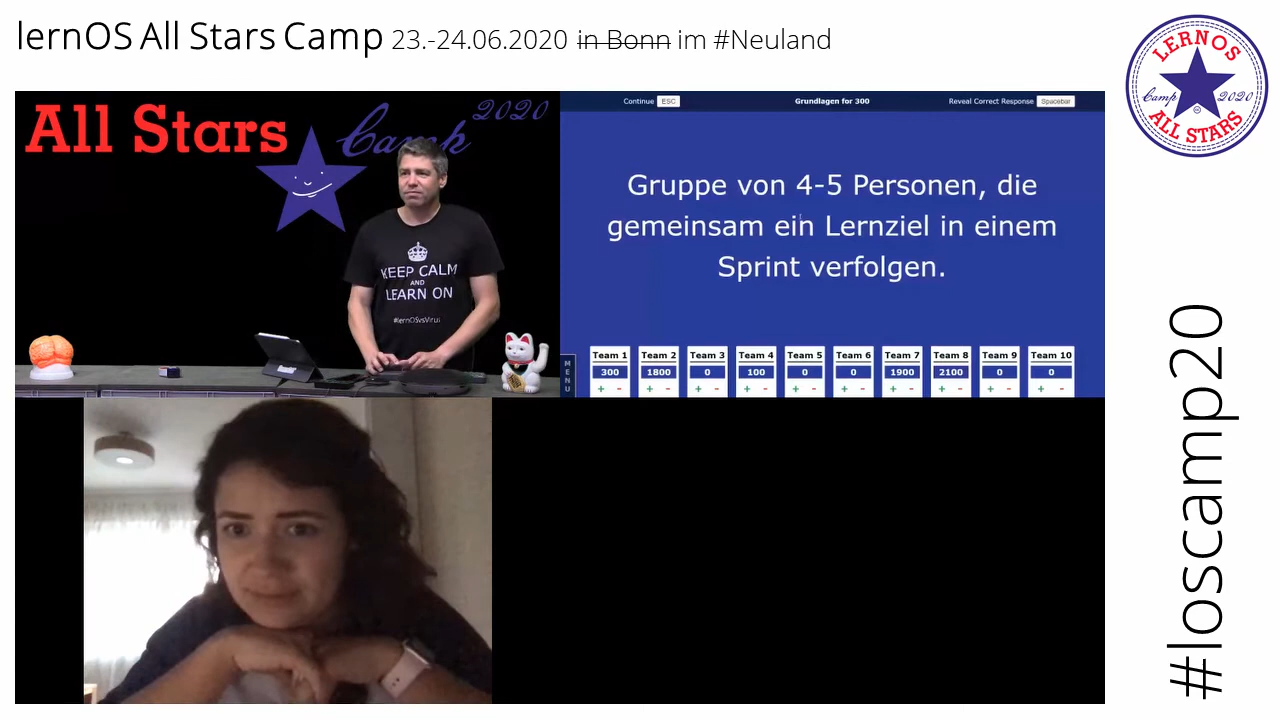 lernOS All Stars Camp 23.-24.06.2020 in Bonn im #Neuland
LERNOS
Camp 2020
ALL STARS
All Stars Camp 2020
KEEP CALM
AND
LEARN ON
#lernOSvsVirus
Continue ESC Grundlagen for 300 Reveal Correct Response Spacebar
Gruppe von 4-5 Personen, die
gemeinsam ein Lernziel in einem
Sprint verfolgen.
MENU
Team 1 Team 2 Team 3 Team 4 Team 5 Team 6 Team 7 Team 8 Team 9 Team 10
300 1800 0 100 0 0 1900 2100 0 0
+ - + - + - + - + - + - + - + - + - + -
#loscamp20